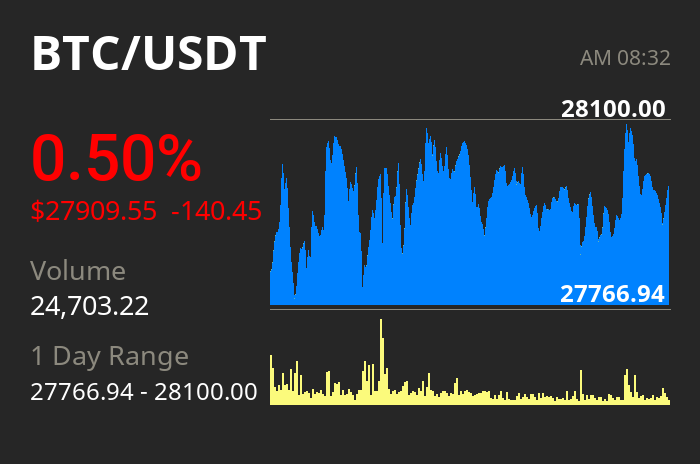 BTC/USDT
AM 08:32
28100.00
0.50%
$27909.55 -140.45
Volume
24,703.22
27766.94
1 Day Range
27766.94 - 28100.00